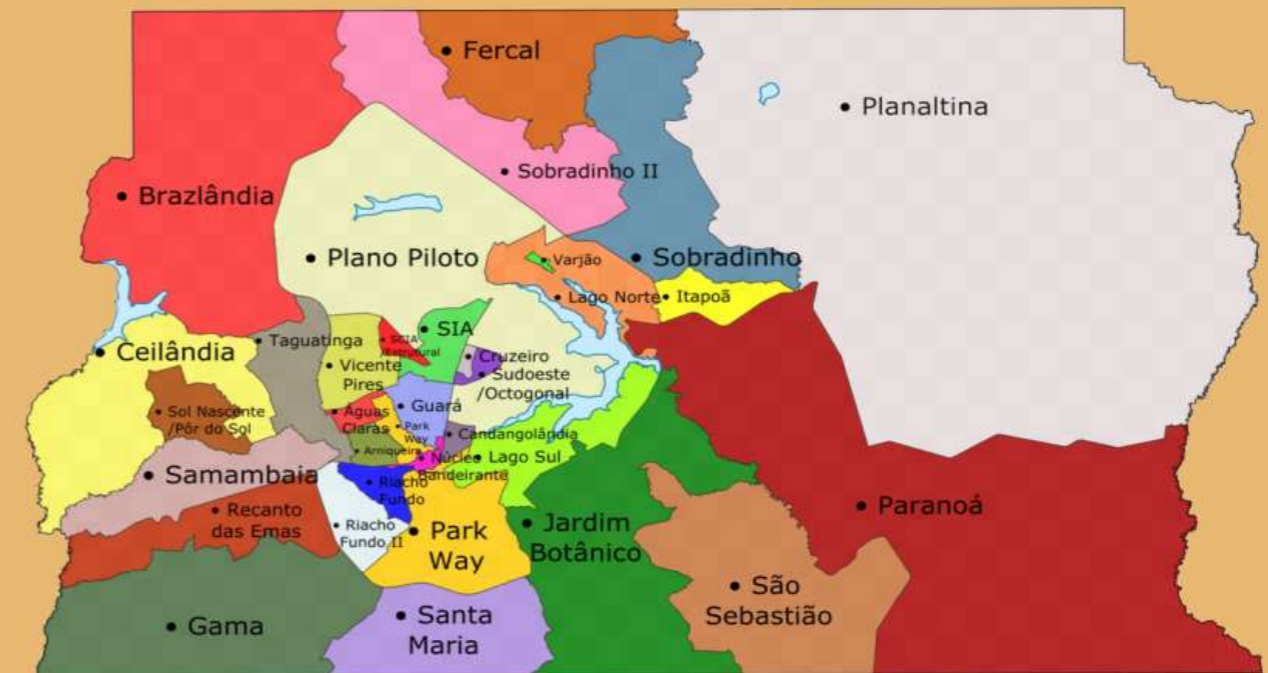 Fercal
Planaltina
Sobradinho II
Brazlândia
Plano Piloto
Varjão
Sobradinho
Lago Norte
Itapoã
SIA
Taguatinga
SCIA
/Estrutural
Ceilândia
Cruzeiro
Vicente
Pires
Sudoeste
/Octogonal
Sol Nascente
/Pôr do Sol
Águas
Claras
Guará
Park
Way
Candangolândia
Arniqueira
Núcleo
Bandeirante
Lago Sul
Samambaia
Riacho
Fundo
Recanto
das Emas
Riacho
Fundo II
Park
Way
Jardim
Botânico
Paranoá
São
Sebastião
Santa
Maria
Gama